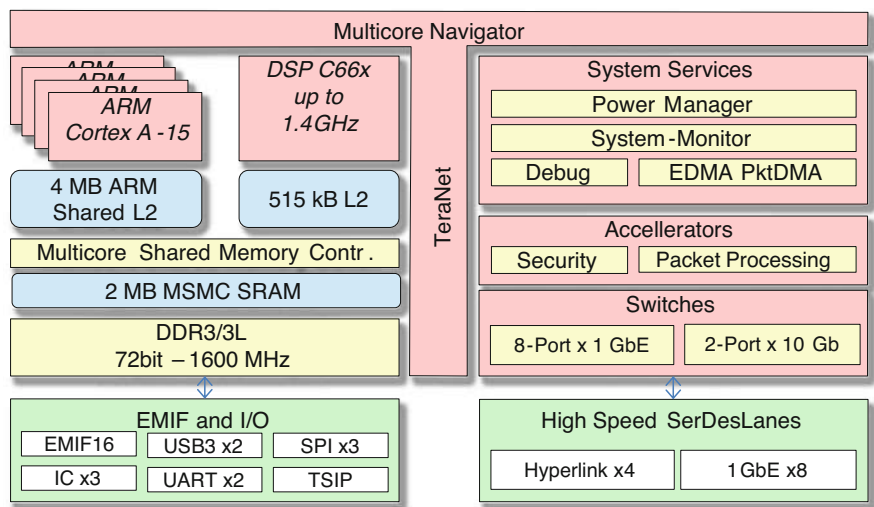 Multicore Navigator
ARM
ARM
ARM
ARM
Cortex A -15
DSP C66x
up to
1.4GHz
4 MB ARM
Shared L2
515 kB L2
Multicore Shared Memory Contr .
2 MB MSMC SRAM
DDR3/3L
72bit – 1600 MHz
TeraNet
System Services
Power Manager
System-Monitor
Debug
EDMA PktDMA
Accellerators
Security
Packet Processing
Switches
8-Port x 1 GbE
2-Port x 10 Gb
EMIF and I/O
EMIF16
USB3 x2
SPI x3
IC x3
UART x2
TSIP
High Speed SerDesLanes
Hyperlink x4
1GbE x8